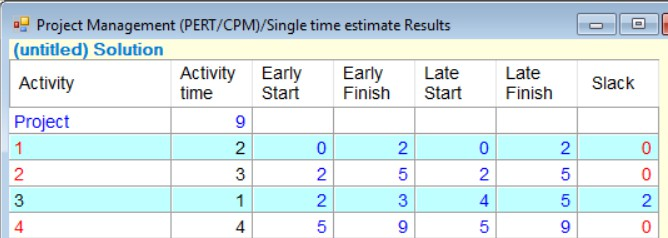 Project Management (PERT/CPM)/Single time estimate Results
(untitled) Solution
Activity Activity time Early Start Early Finish Late Start Late Finish Slack
Project 9
1 2 0 2 0 2 0
2 3 2 5 2 5 0
3 1 2 3 4 5 2
4 4 5 9 5 9 0